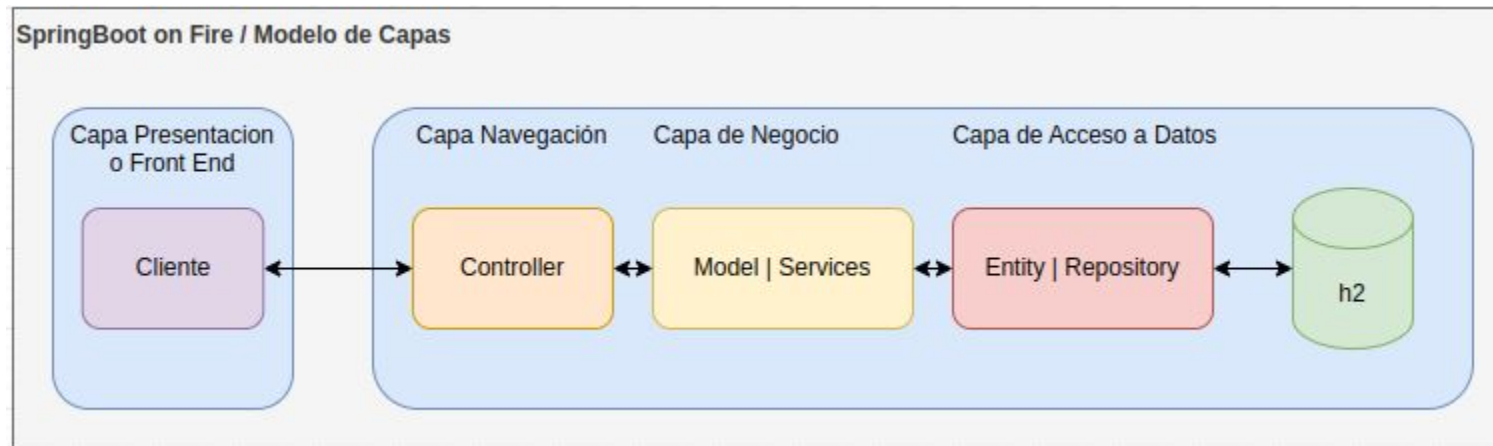 SpringBoot on Fire / Modelo de Capas
Capa Presentacion
o Front End
Capa Navegación
Capa de Negocio
Capa de Acceso a Datos
Cliente
Controller
Model | Services
Entity | Repository
h2